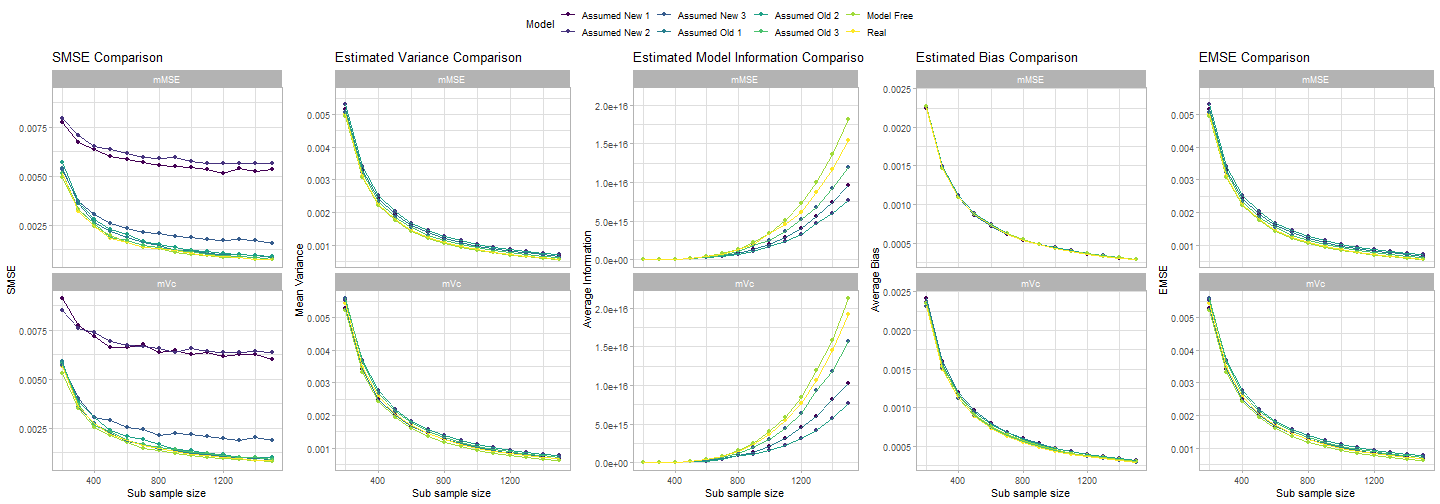 Model
Assumed New 1
Assumed New 3
Assumed Old 2
Model Free
Assumed New 2
Assumed Old 1
Assumed Old 3
Real
SMSE Comparison
Estimated Variance Comparison
Estimated Model Information Compariso
Estimated Bias Comparison
EMSE Comparison
mMSE
mMSE
mMSE
mMSE
mMSE
SMSE
0.0075
0.0050
0.0025
mVc
0.0075
0.0050
0.0025
400
800
1200
Sub sample size
Mean Variance
0.005
0.004
0.003
0.002
0.001
mVc
0.005
0.004
0.003
0.002
0.001
400
800
1200
Sub sample size
Average Information
2.0e+16
1.5e+16
1.0e+16
5.0e+15
0.0e+00
mVc
2.0e+16
1.5e+16
1.0e+16
5.0e+15
0.0e+00
400
800
1200
Sub sample size
Average Bias
0.0025
0.0020
0.0015
0.0010
0.0005
mVc
0.0025
0.0020
0.0015
0.0010
0.0005
400
800
1200
Sub sample size
EMSE
0.005
0.004
0.003
0.002
0.001
mVc
0.005
0.004
0.003
0.002
0.001
400
800
1200
Sub sample size